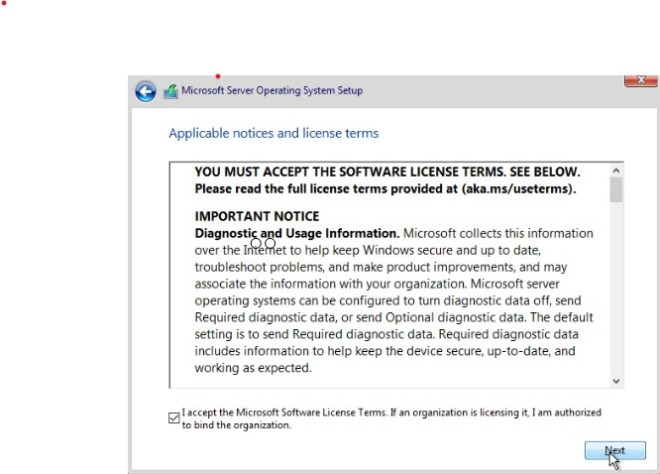 Microsoft Server Operating System Setup
Applicable notices and license terms
YOU MUST ACCEPT THE SOFTWARE LICENSE TERMS. SEE BELOW.
Please read the full license terms provided at (aka.ms/useterms).
IMPORTANT NOTICE
Diagnostic and Usage Information. Microsoft collects this information
over the Internet to help keep Windows secure and up to date,
troubleshoot problems, and make product improvements, and may
associate the information with your organization. Microsoft server
operating systems can be configured to turn diagnostic data off, send
Required diagnostic data, or send Optional diagnostic data. The default
setting is to send Required diagnostic data. Required diagnostic data
includes information to help keep the device secure, up-to-date, and
working as expected.
I accept the Microsoft Software License Terms. If an organization is licensing it, I am authorized
to bind the organization.
Next